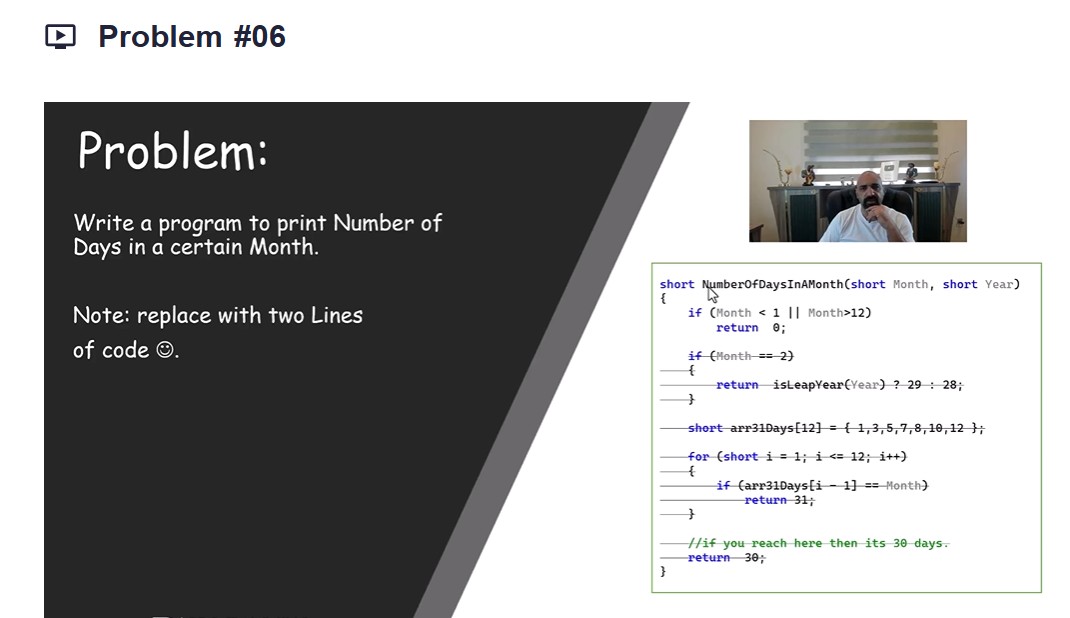 Problem #06
Problem:
Write a program to print Number of
Days in a certain Month.
Note: replace with two Lines
of code ☺.
short NumberOfDaysInAMonth(short Month, short Year)
{
if (Month < 1 || Month>12)
return 0;
if (Month == 2)
{
return isLeapYear(Year) ? 29 : 28;
}
short arr31Days[12] = { 1,3,5,7,8,10,12 };
for (short i = 1; i <= 12; i++)
{
if (arr31Days[i - 1] == Month)
return 31;
}
//if you reach here then its 30 days.
return 30;
}